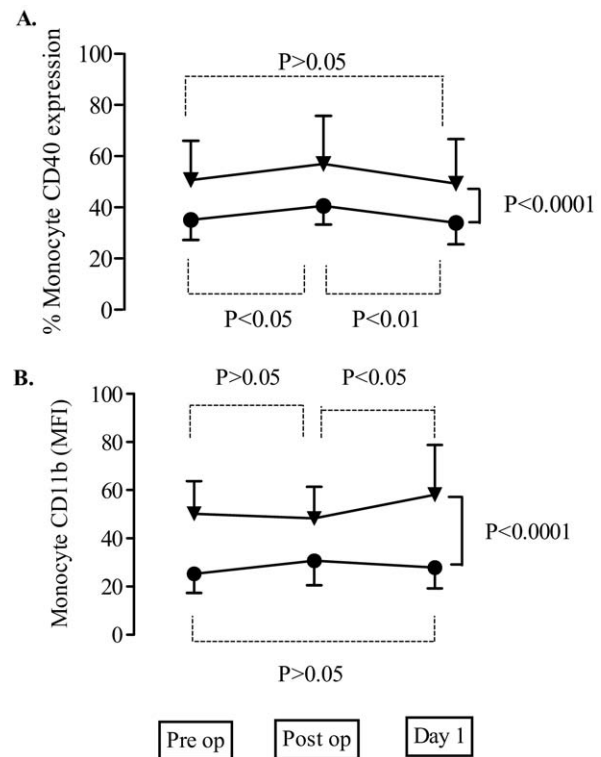 A.
% Monocyte CD40 expression
100
80
60
40
20
0
P>0.05
P<0.0001
P<0.05 P<0.01
B.
Monocyte CD11b (MFI)
100
80
60
40
20
0
P>0.05 P<0.05
P<0.0001
P>0.05
Pre op Post op Day 1